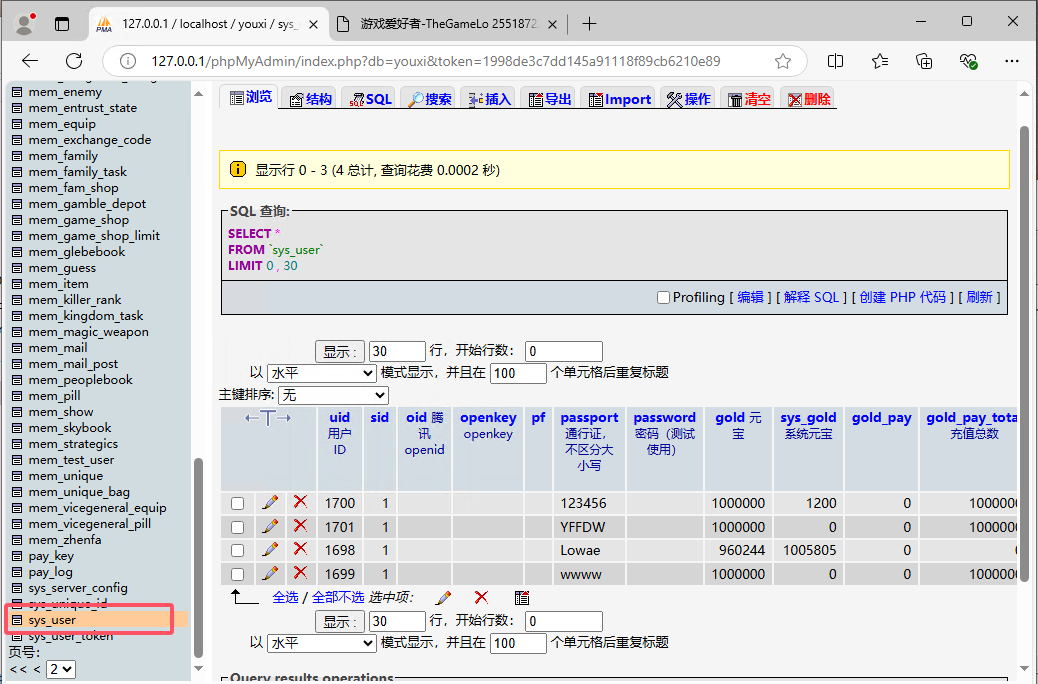 127.0.0.1 / localhost / youxi / sys_
游戏爱好者-TheGameLo 2551872
127.0.0.1/phpMyAdmin/index.php?db=youxi&token=1998de3c7dd145a91118f89cb6210e89
mem_enemy
mem_entrust_state
mem_equip
mem_exchange_code
mem_family
mem_family_task
mem_fam_shop
mem_gamble_depot
mem_game_shop
mem_game_shop_limit
mem_glebebook
mem_guess
mem_item
mem_killer_rank
mem_kingdom_task
mem_magic_weapon
mem_mail
mem_mail_post
mem_peoplebook
mem_pill
mem_show
mem_skybook
mem_strategics
mem_test_user
mem_unique
mem_unique_bag
mem_vicegeneral_equip
mem_vicegeneral_pill
mem_zhenfa
pay_key
pay_log
sys_server_config
sys_unique_id
sys_user
sys_user_token
页号:
<< < 2
浏览 结构 SQL 搜索 插入 导出 Import 操作 清空 删除
显示行 0 - 3 (4 总计, 查询花费 0.0002 秒)
SQL 查询:
SELECT *
FROM `sys_user`
LIMIT 0 , 30
Profiling [ 编辑 ] [ 解释 SQL ] [ 创建 PHP 代码 ] [ 刷新 ]
显示 : 30 行，开始行数： 0
以 水平 模式显示，并且在 100 个单元格后重复标题
主键排序: 无
←T→ uid 用户ID sid oid 腾讯openid openkey openkey pf passport 通行证，不区分大小写 password 密码（测试使用） gold 元宝 sys_gold 系统元宝 gold_pay gold_pay_tota 充值总数
1700 1 123456 1000000 1200 0 100000
1701 1 YFFDW 1000000 0 0 100000
1698 1 Lowae 960244 1005805 0
1699 1 wwww 1000000 0 0 100000
全选 / 全部不选 选中项:
显示 : 30 行，开始行数： 0
以 水平 模式显示，并且在 100 个单元格后重复标题
Query results operations